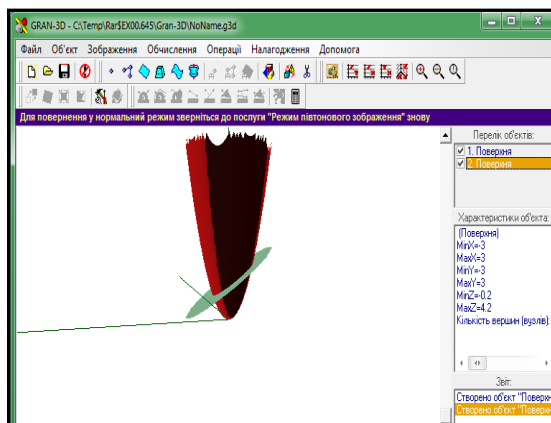 GRAN-3D - C:\Temp\Rar$EX00.645\Gran-3D\NoName.g3d
Файл Об'єкт Зображення Обчислення Операції Налагодження Допомога
Для повернення у нормальний режим зверніться до послуги "Режим півтонового зображення" знову
Перелік об'єктів:
1. Поверхня
2. Поверхня
Характеристики об'єкта:
(Поверхня)
MinX=-3
MaxX=3
MinY=-3
MaxY=3
MinZ=-0.2
MaxZ=4.2
Кількість вершин (вузлів):
Звіт:
Створено об'єкт "Поверхн
Створено об'єкт "Поверхн